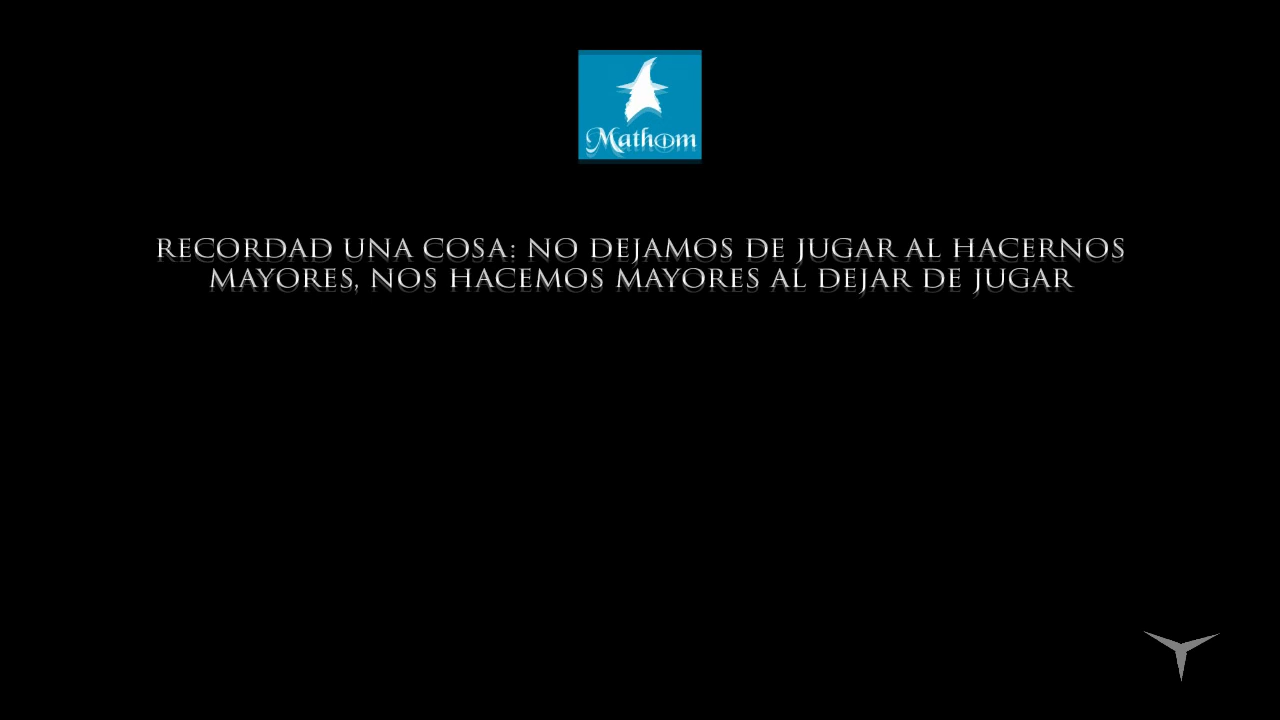 Mathom
RECORDAD UNA COSA: NO DEJAMOS DE JUGAR AL HACERNOS
MAYORES, NOS HACEMOS MAYORES AL DEJAR DE JUGAR